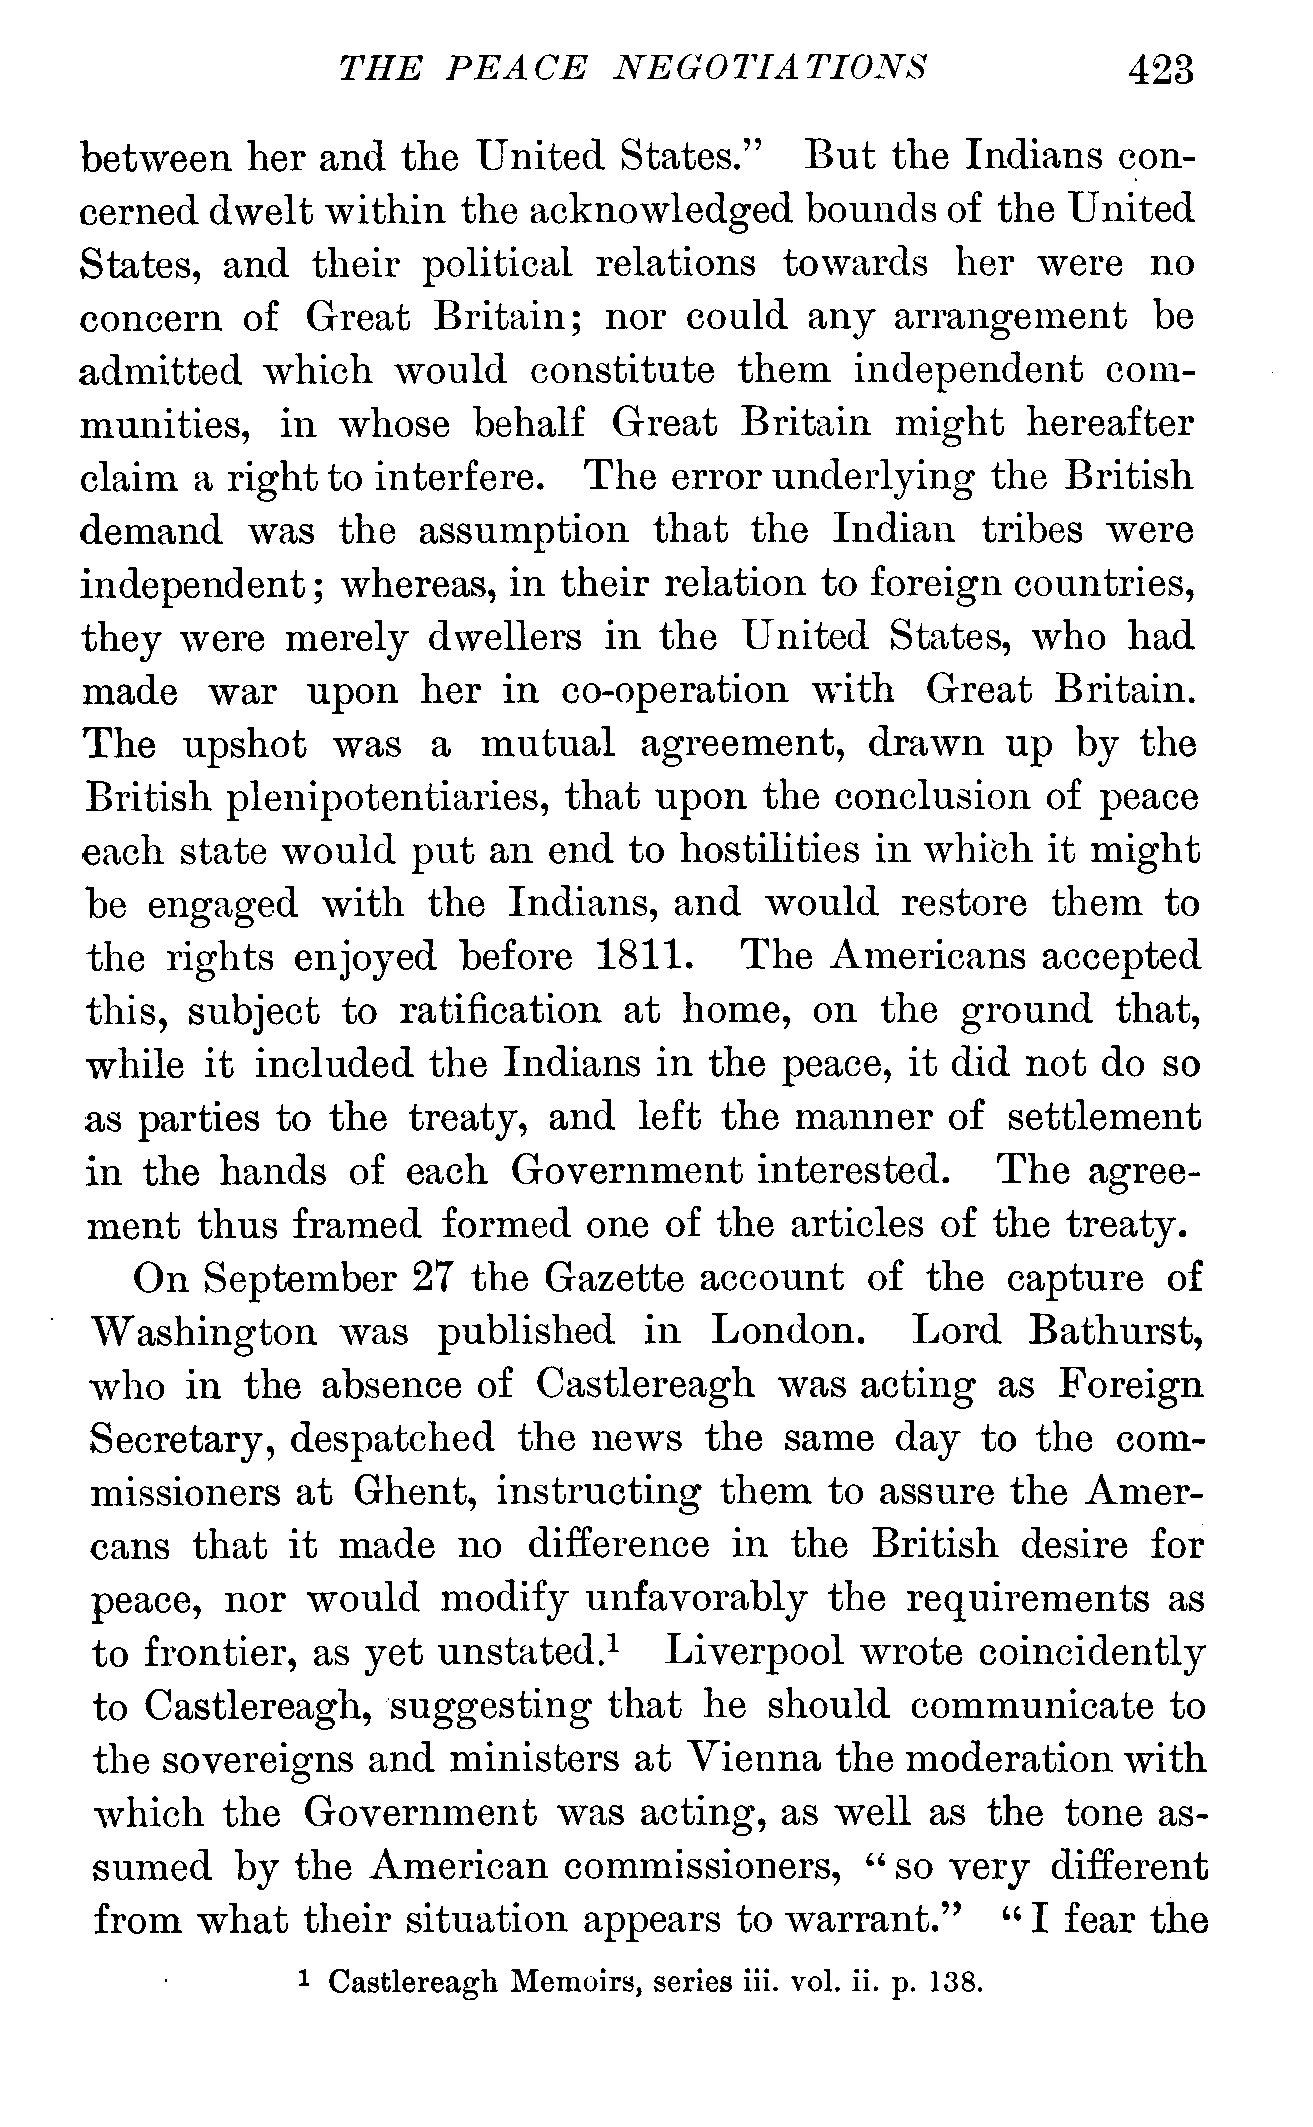 THE PEACE NEGOTIATIONS 423
between her and the United States.” But the Indians con-
cerned dwelt within the acknowledged bounds of the United
States, and their political relations towards her were no
concern of Great Britain; nor could any arrangement be
admitted which would constitute them independent com-
munities, in whose behalf Great Britain might hereafter
claim a right to interfere. The error underlying the British
demand was the assumption that the Indian tribes were
independent; whereas, in their relation to foreign countries,
they were merely dwellers in the United States, who had
made war upon her in co-operation with Great Britain.
The upshot was a mutual agreement, drawn up by the
British plenipotentiaries, that upon the conclusion of peace
each state would put an end to hostilities in which it might
be engaged with the Indians, and would restore them to
the rights enjoyed before 1811. The Americans accepted
this, subject to ratification at home, on the ground that,
while it included the Indians in the peace, it did not do so
as parties to the treaty, and left the manner of settlement
in the hands of each Government interested. The agree-
ment thus framed formed one of the articles of the treaty.
On September 27 the Gazette account of the capture of
Washington was published in London. Lord Bathurst,
who in the absence of Castlereagh was acting as Foreign
Secretary, despatched the news the same day to the com-
missioners at Ghent, instructing them to assure the Amer-
cans that it made no difference in the British desire for
peace, nor would modify unfavorably the requirements as
to frontier, as yet unstated.¹ Liverpool wrote coincidently
to Castlereagh, suggesting that he should communicate to
the sovereigns and ministers at Vienna the moderation with
which the Government was acting, as well as the tone as-
sumed by the American commissioners, “so very different
from what their situation appears to warrant.” “I fear the
¹ Castlereagh Memoirs, series iii. vol. ii. p. 138.